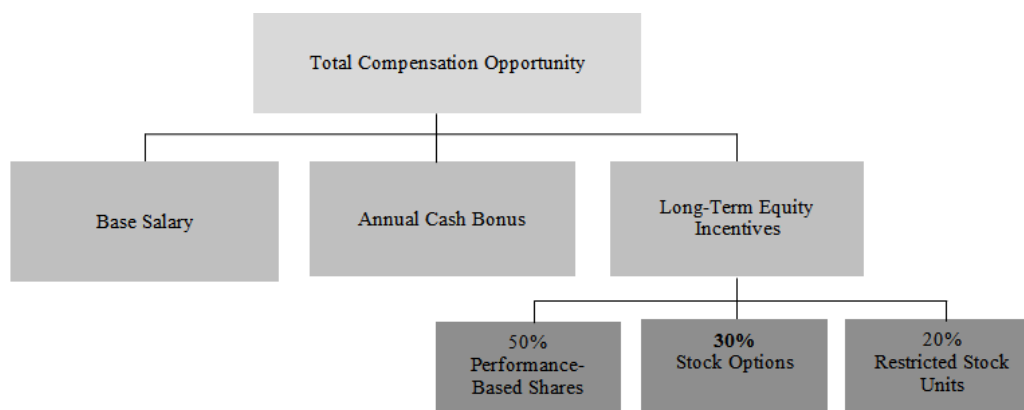 Total Compensation Opportunity
Base Salary
Annual Cash Bonus
Long-Term Equity
Incentives
50%
Performance-
Based Shares
30%
Stock Options
20%
Restricted Stock
Units